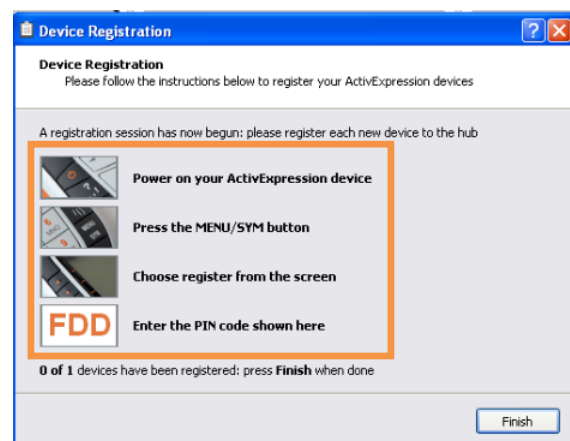 Device Registration
Device Registration
Please follow the instructions below to register your ActivExpression devices
A registration session has now begun: please register each new device to the hub
Power on your ActivExpression device
Press the MENU/SYM button
Choose register from the screen
FDD
Enter the PIN code shown here
0 of 1 devices have been registered: press Finish when done
Finish